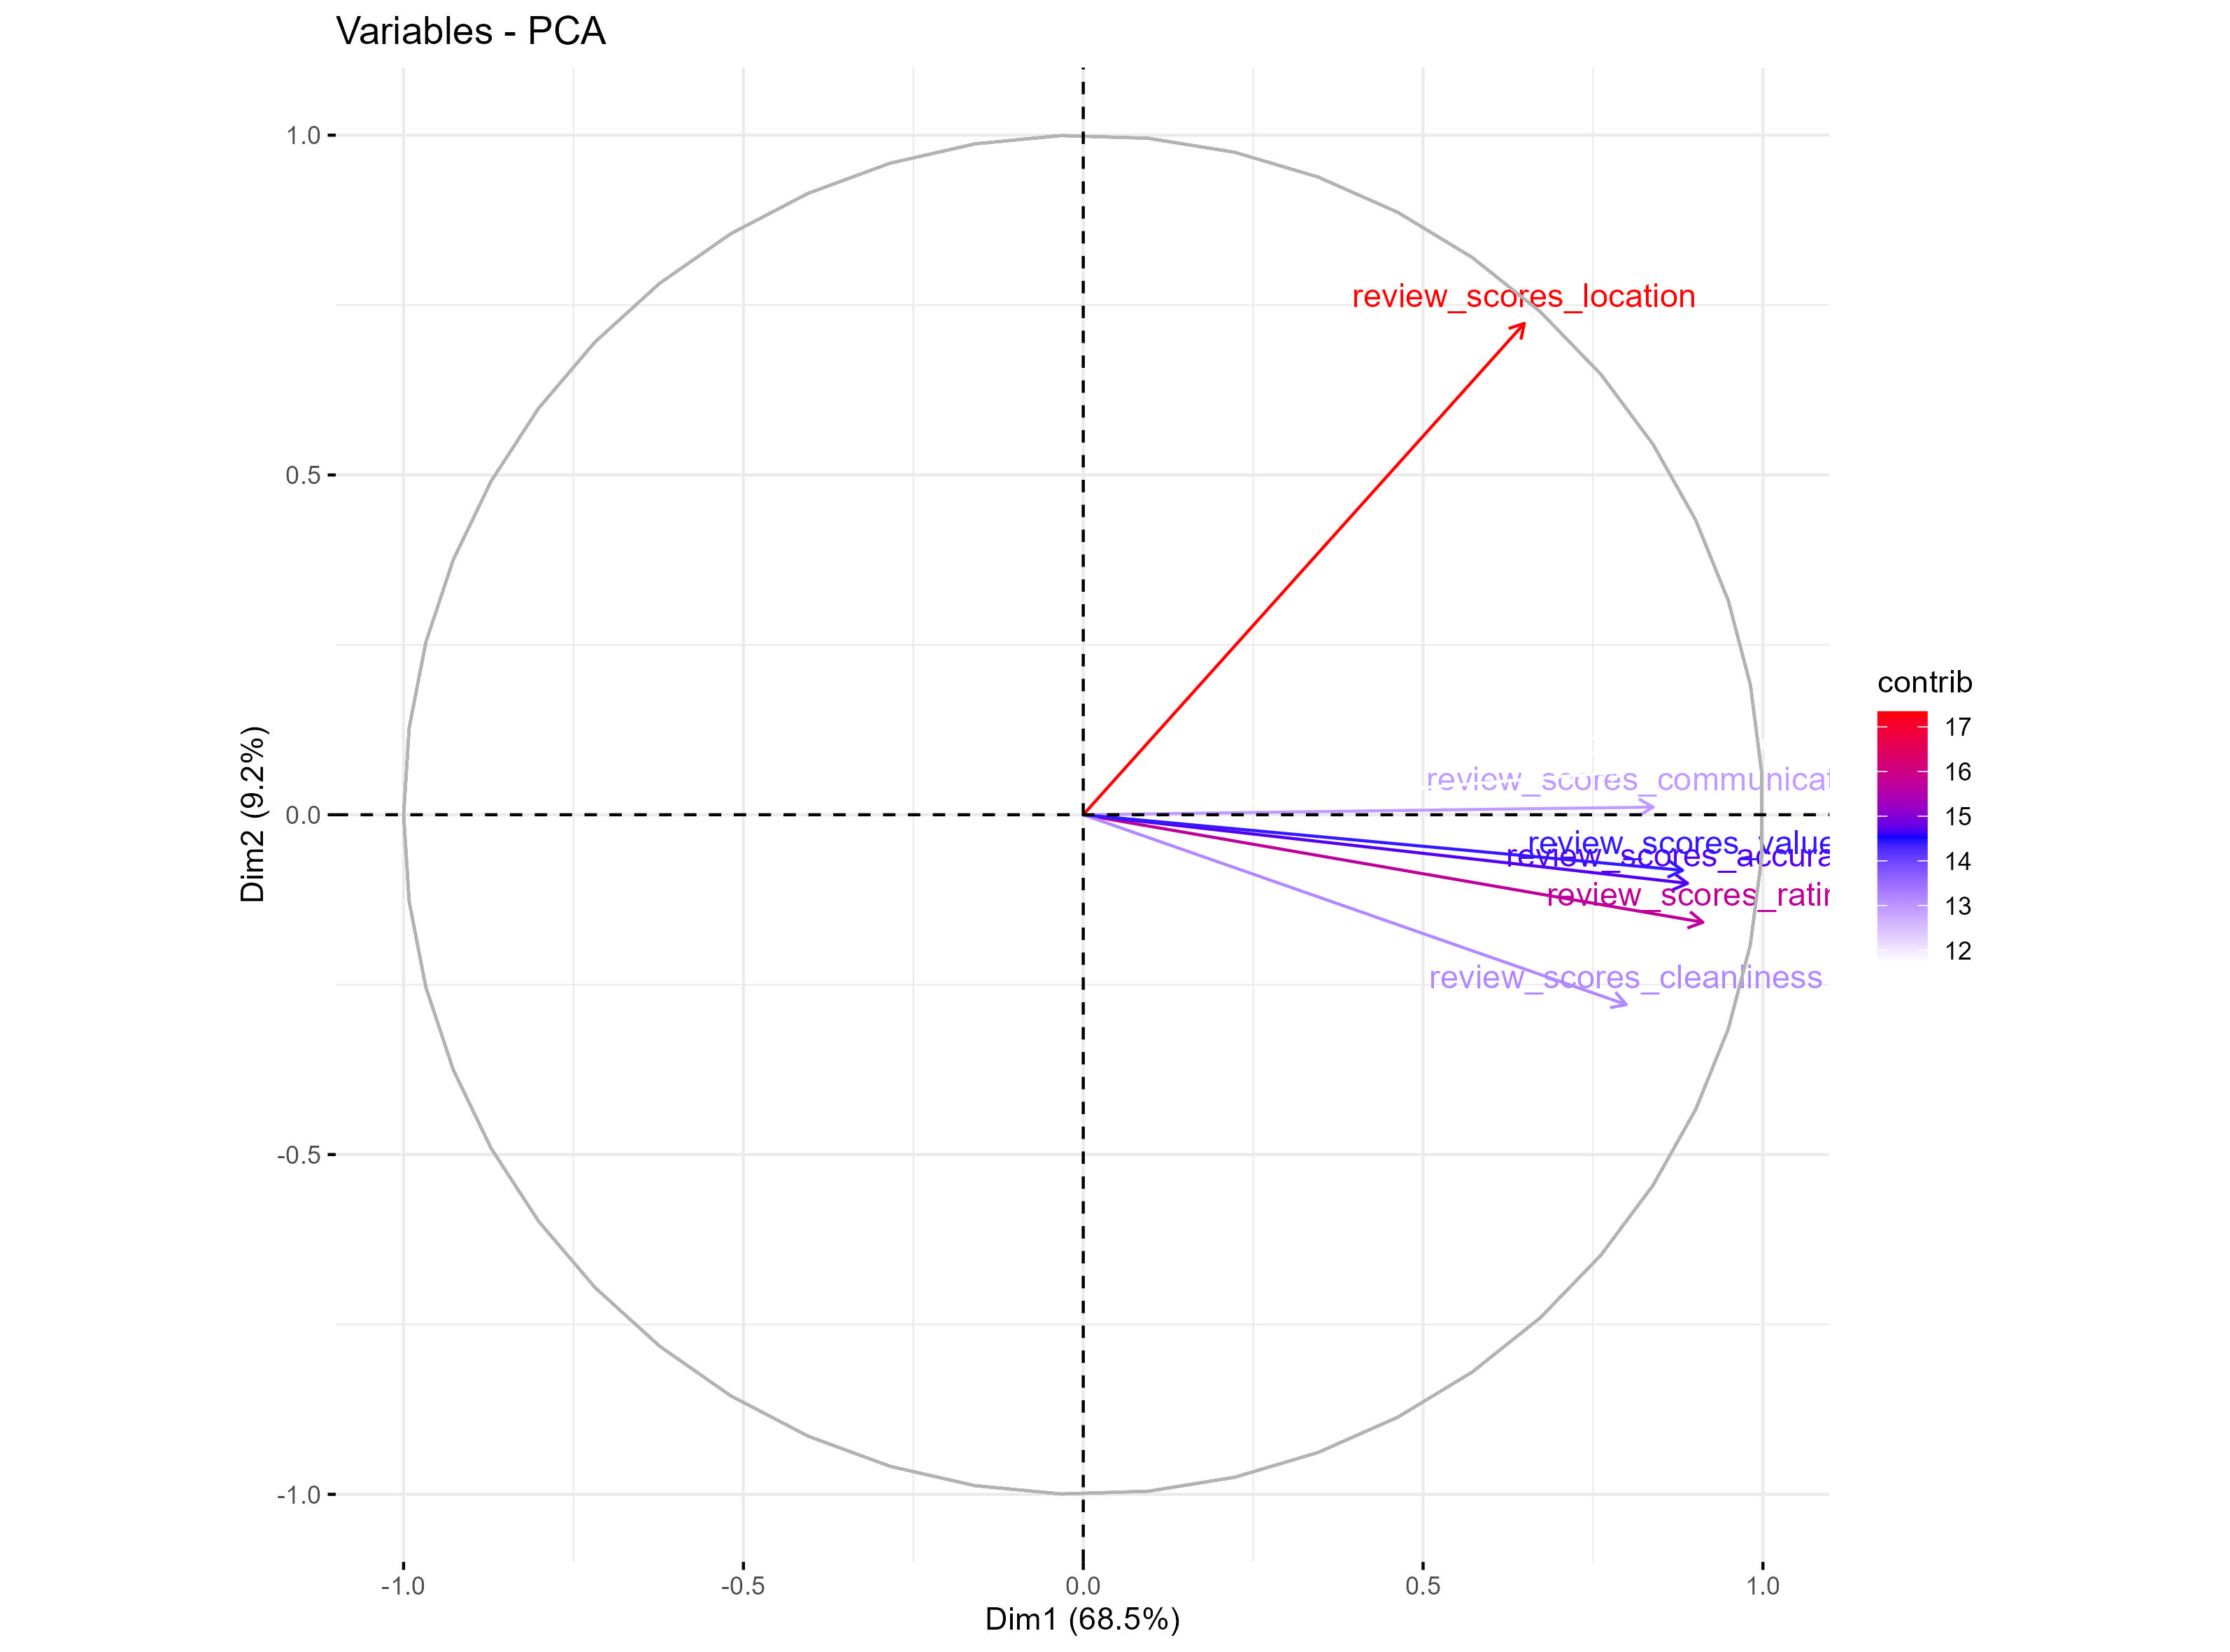 Variables - PCA
1.0
0.5
0.0
-0.5
-1.0
Dim2 (9.2%)
review_scores_location
review_scores_communicat
review_scores_value
review_scores_accura
review_scores_ratin
review_scores_cleanliness
-1.0
-0.5
0.0
0.5
1.0
Dim1 (68.5%)
contrib
17
16
15
14
13
12